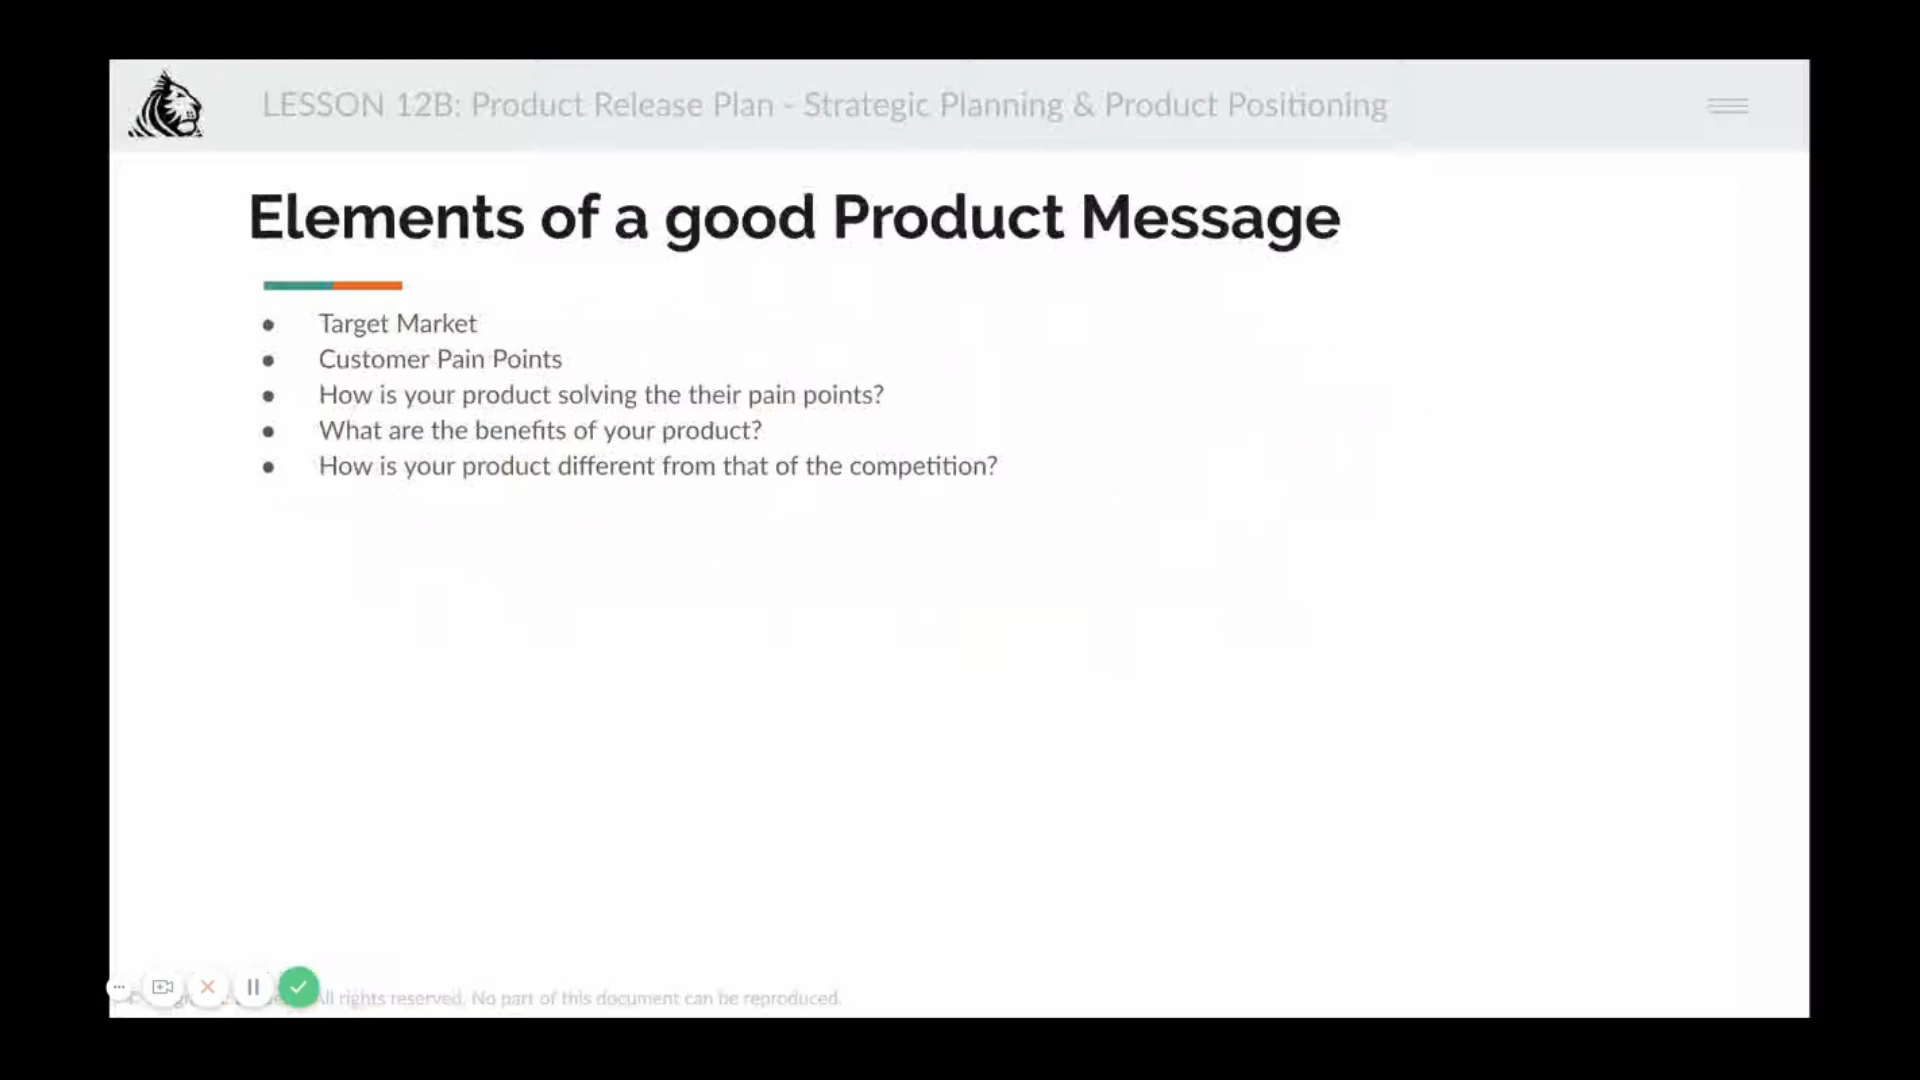 LESSON 12B: Product Release Plan - Strategic Planning & Product Positioning
Elements of a good Product Message
● Target Market
● Customer Pain Points
● How is your product solving the their pain points?
● What are the benefits of your product?
● How is your product different from that of the competition?
All rights reserved. No part of this document can be reproduced.